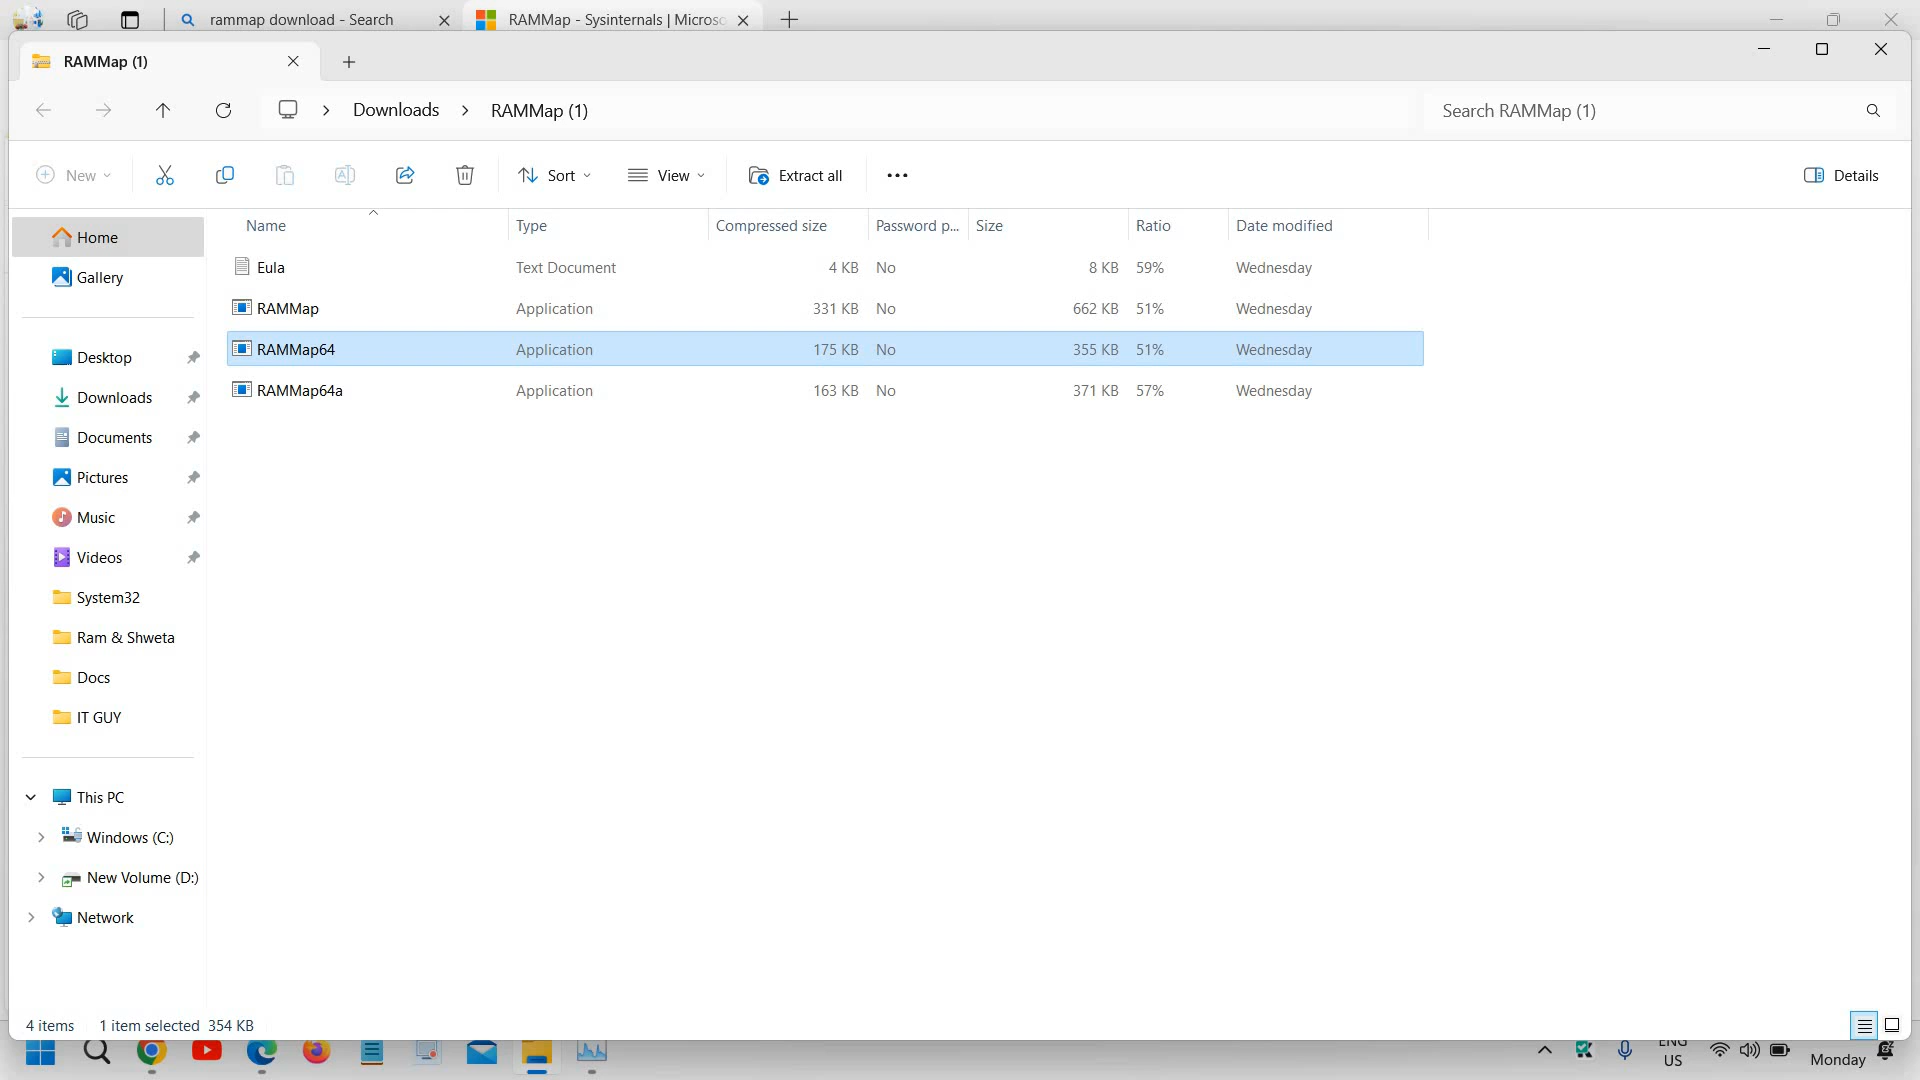 rammap download - Search
RAMMap - Sysinternals | Microso
RAMMap (1)
Downloads
RAMMap (1)
Search RAMMap (1)
New
Sort
View
Extract all
Details
Name
Type
Compressed size
Password p...
Size
Ratio
Date modified
Eula
Text Document
4 KB
No
8 KB
59%
Wednesday
RAMMap
Application
331 KB
No
662 KB
51%
Wednesday
RAMMap64
Application
175 KB
No
355 KB
51%
Wednesday
RAMMap64a
Application
163 KB
No
371 KB
57%
Wednesday
Home
Gallery
Desktop
Downloads
Documents
Pictures
Music
Videos
System32
Ram & Shweta
Docs
IT GUY
This PC
Windows (C:)
New Volume (D:)
Network
4 items
1 item selected 354 KB
ENG
US
Monday